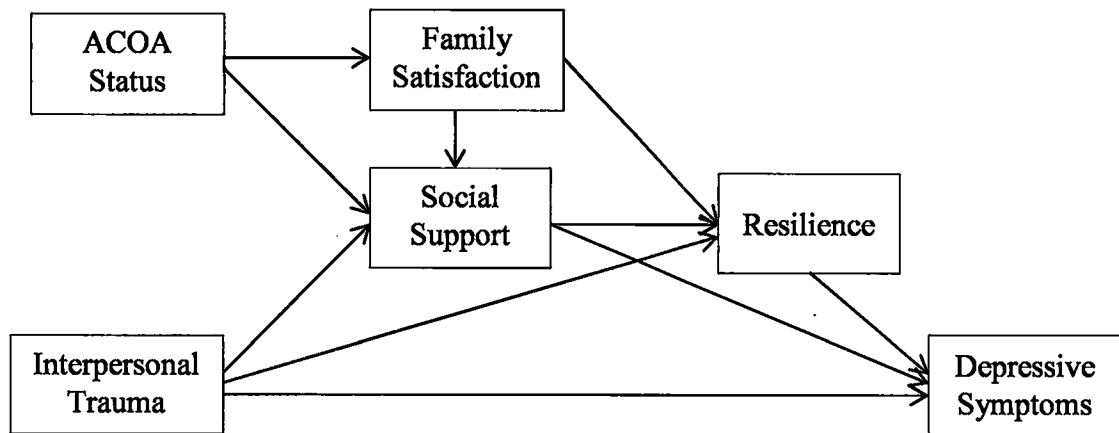 ACOA
Status
Family
Satisfaction
Social
Support
Resilience
Interpersonal
Trauma
Depressive
Symptoms